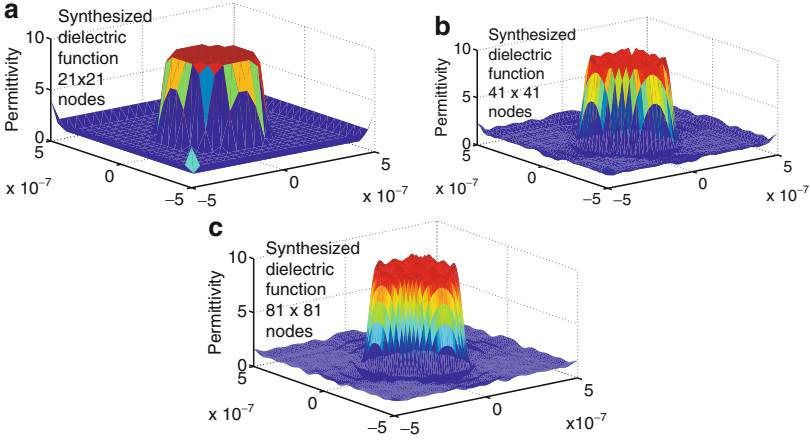 a
Synthesized
dielectric
function
21x21
nodes
Permittivity
10
5
0
5
0
−5
x 10⁻⁷
−5
0
5
x 10⁻⁷
b
Synthesized
dielectric
function
41 x 41
nodes
Permittivity
10
5
0
5
0
−5
x 10⁻⁷
−5
0
5
x 10⁻⁷
c
Synthesized
dielectric
function
81 x 81
nodes
Permittivity
10
5
0
5
0
−5
x 10⁻⁷
−5
0
5
x10⁻⁷